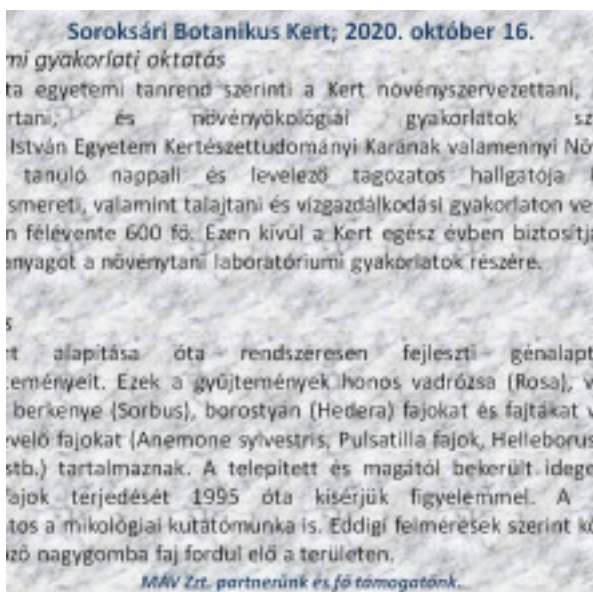 Soroksári Botanikus Kert; 2020. október 16.
mi gyakorlati oktatás
ta egyetemi tanrend szerinti a Kert növényszervezettani,
rtani, és növényökológiai gyakorlatok sz
István Egyetem Kertészettudományi Karának valamennyi Nö
tanuló nappali és levelező tagozatos hallgatója
smereti, valamint talajtani és vízgazdálkodási gyakorlaton ve
n félévente 600 fő. Ezen kívül a Kert egész évben biztosítja
anyagot a növénytani laboratóriumi gyakorlatok részére.
s
rt alapítása óta rendszeresen fejleszti génalapt
teményeit. Ezek a gyűjtemények honos vadrózsa (Rosa), v
berkenye (Sorbus), borostyán (Hedera) fajokat és fajtákat v
evelő fajokat (Anemone sylvestris, Pulsatilla fajok, Helleborus
stb.) tartalmaznak. A telepített és magától bekerült idege
fajok terjedését 1995 óta kísérjük figyelemmel. A
tos a mikológiai kutatómunka is. Eddigi felmérések szerint kö
ző nagygomba faj fordul elő a területen.
MÁV Zrt. partnerünk és fő támogatónk.